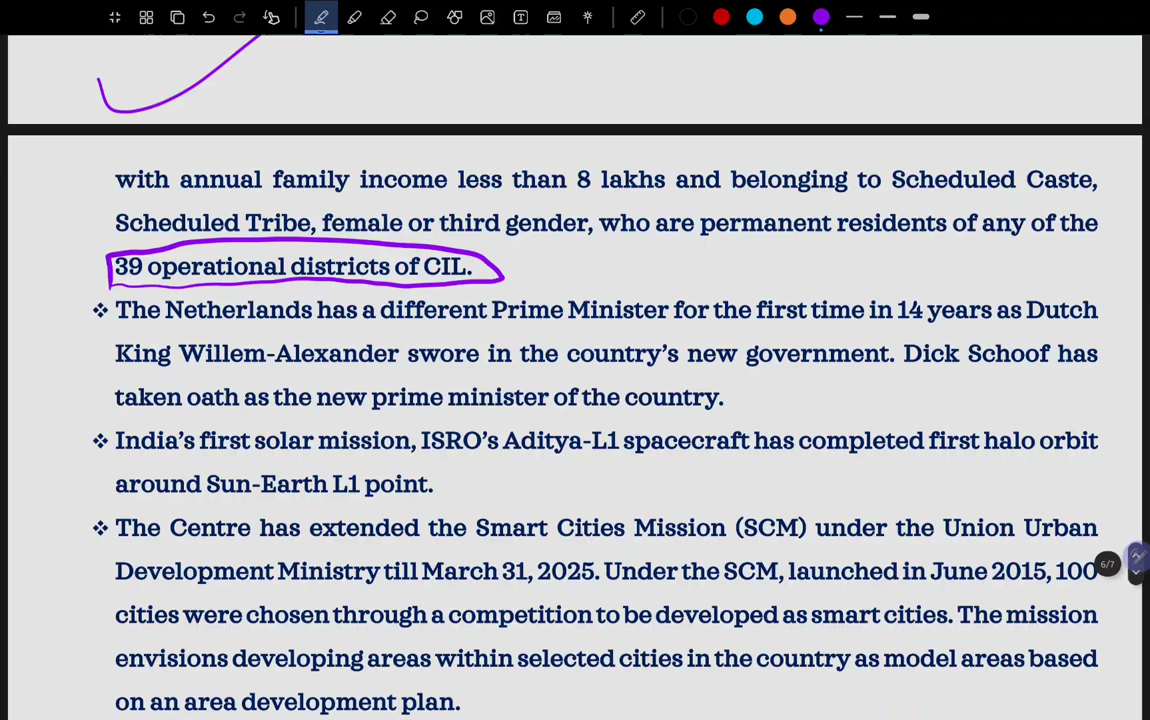 with annual family income less than 8 lakhs and belonging to Scheduled Caste,
Scheduled Tribe, female or third gender, who are permanent residents of any of the
39 operational districts of CIL.
❖ The Netherlands has a different Prime Minister for the first time in 14 years as Dutch
King Willem-Alexander swore in the country's new government. Dick Schoof has
taken oath as the new prime minister of the country.
❖ India's first solar mission, ISRO's Aditya-L1 spacecraft has completed first halo orbit
around Sun-Earth L1 point.
❖ The Centre has extended the Smart Cities Mission (SCM) under the Union Urban
Development Ministry till March 31, 2025. Under the SCM, launched in June 2015, 100
cities were chosen through a competition to be developed as smart cities. The mission
envisions developing areas within selected cities in the country as model areas based
on an area development plan.
6/7